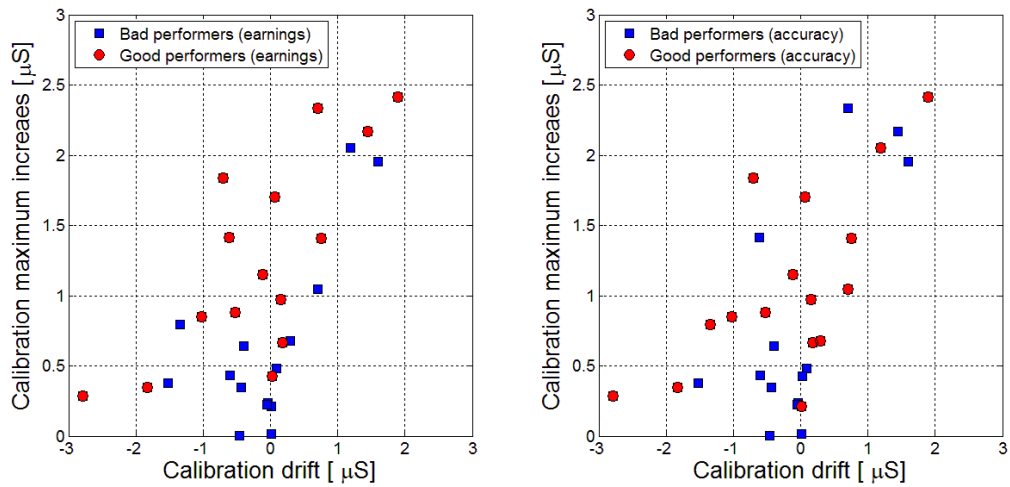 Bad performers (earnings)
Good performers (earnings)
Calibration maximum increaes [ μS]
3
2.5
2
1.5
1
0.5
0
-3 -2 -1 0 1 2 3
Calibration drift [ μS]
Bad performers (accuracy)
Good performers (accuracy)
Calibration maximum increaes [ μS]
3
2.5
2
1.5
1
0.5
0
-3 -2 -1 0 1 2 3
Calibration drift [ μS]